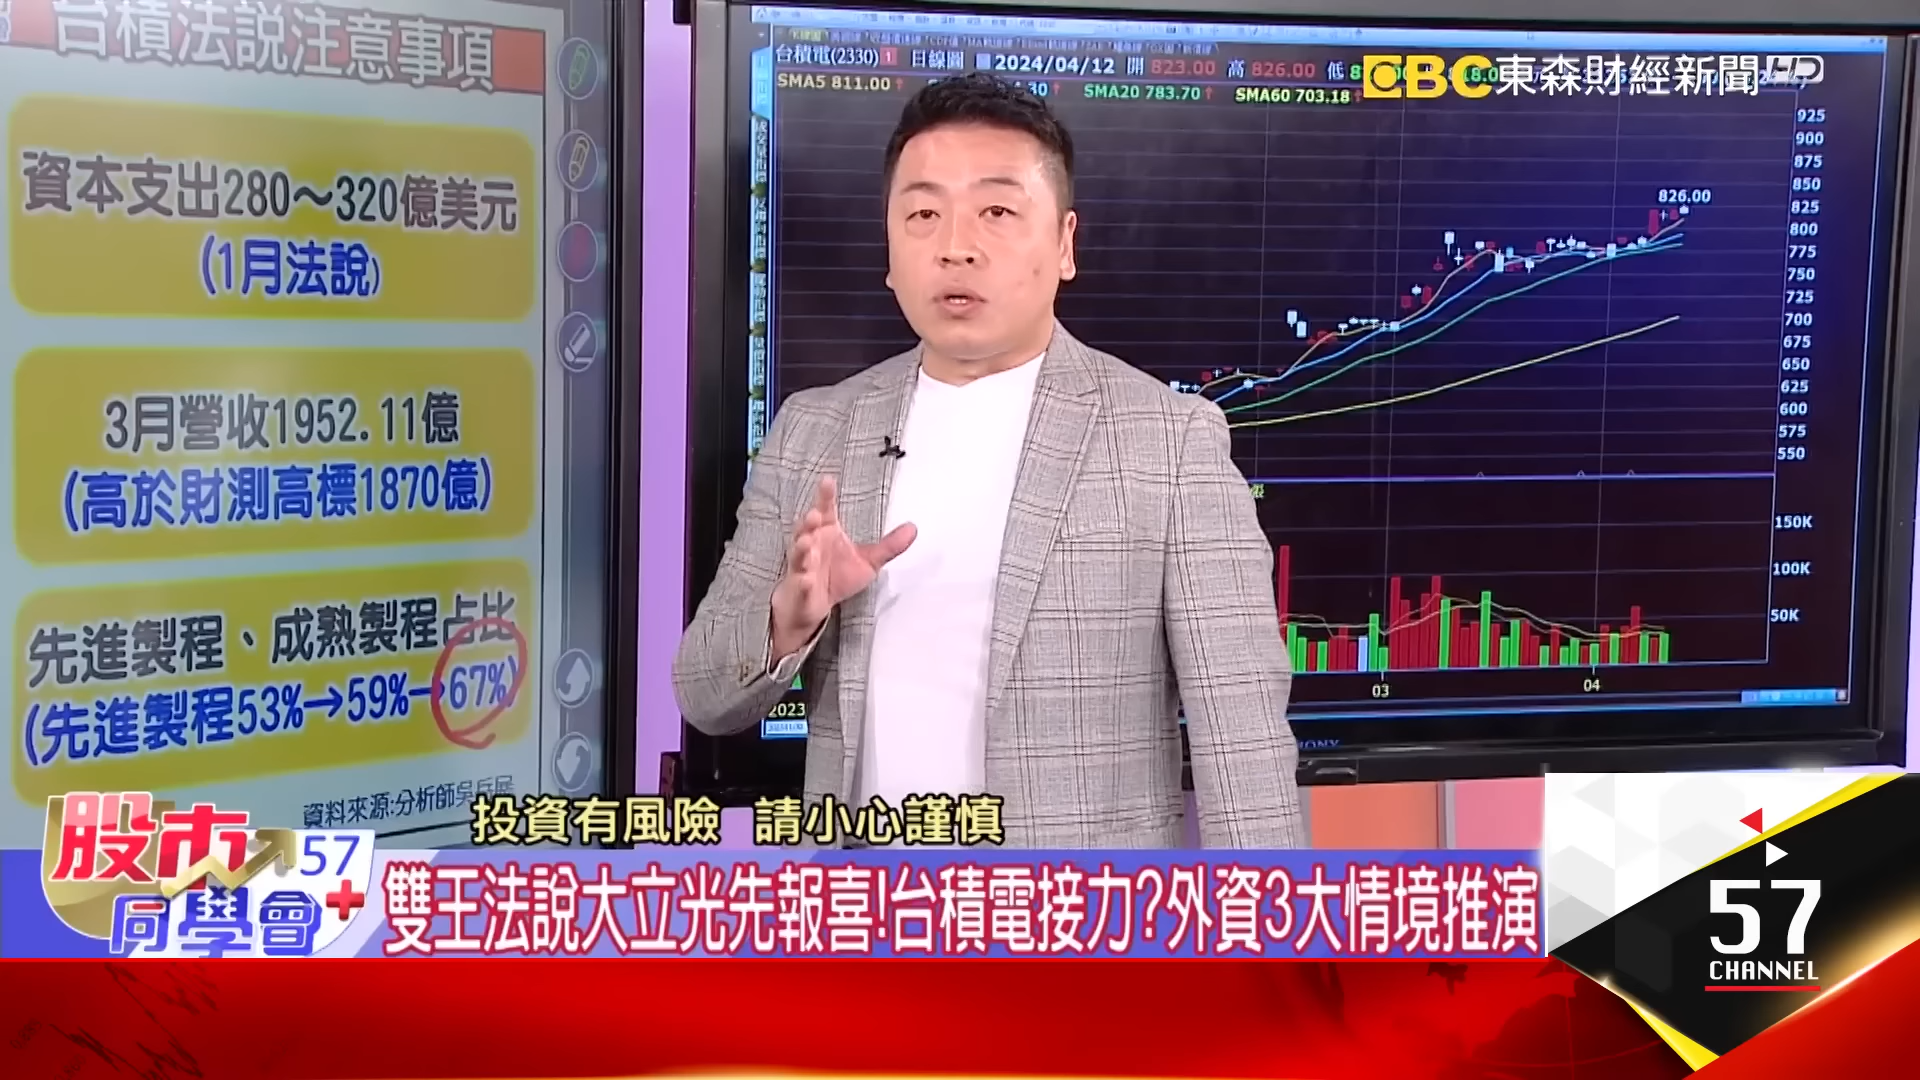 台積法說注意事項
資本支出280～320億美元
(1月法說)
3月營收1952.11億
(高於財測高標1870億)
先進製程、成熟製程占比
(先進製程53%→59%→67%)
資料來源:分析師
台積電(2330) 日線圖 2024/04/12 開 823.00 高 826.00 低
SMA5 811.00↑
SMA20 783.70↑ SMA60 703.18
EBC東森財經新聞HD
925
900
875
850
826.00
825
800
775
750
725
700
675
650
625
600
575
550
150K
100K
50K
2023
03
04
SONY
投資有風險 請小心謹慎
股市 57
同學會+
雙王法說大立光先報喜!台積電接力?外資3大情境推演
57
CHANNEL